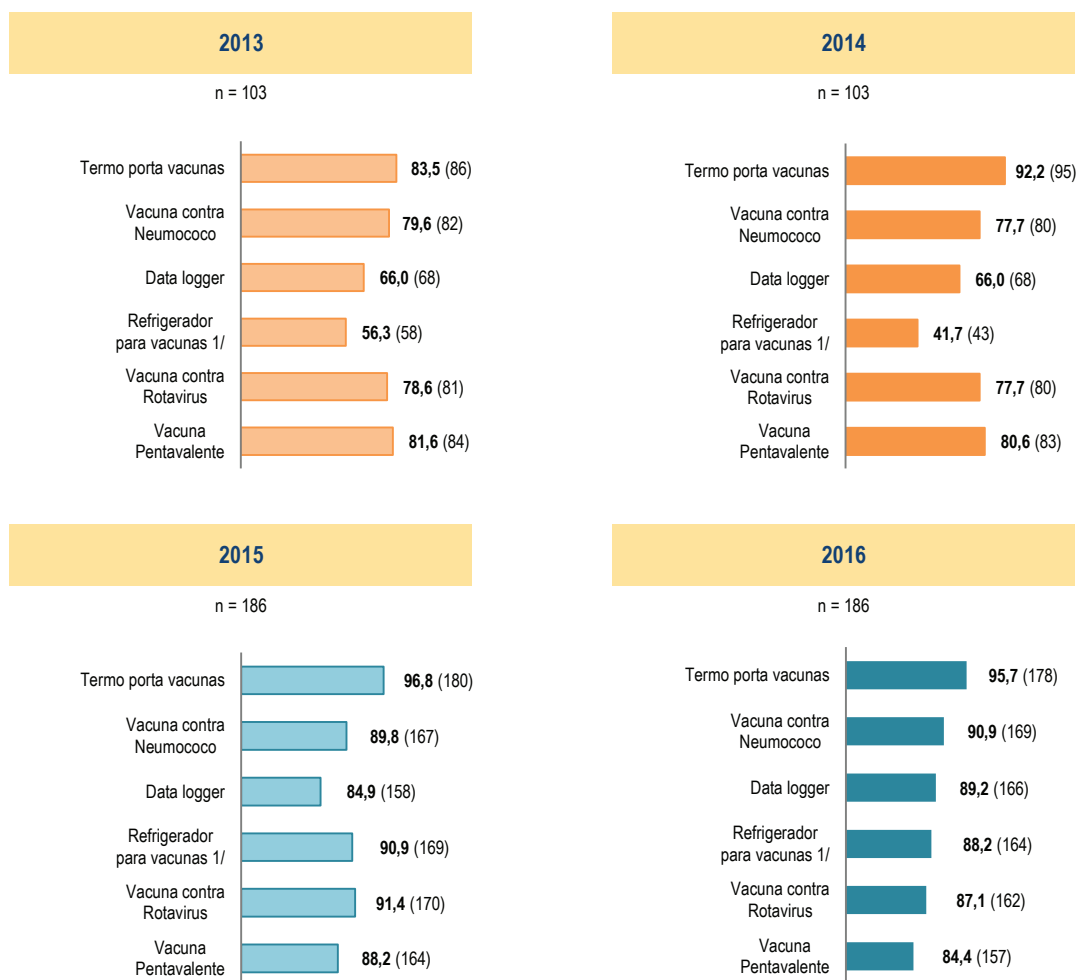 2013
n = 103
Termo porta vacunas
83,5 (86)
Vacuna contra
Neumococo
79,6 (82)
Data logger
66,0 (68)
Refrigerador
para vacunas 1/
56,3 (58)
Vacuna contra
Rotavirus
78,6 (81)
Vacuna
Pentavalente
81,6 (84)
2014
n = 103
Termo porta vacunas
92,2 (95)
Vacuna contra
Neumococo
77,7 (80)
Data logger
66,0 (68)
Refrigerador
para vacunas 1/
41,7 (43)
Vacuna contra
Rotavirus
77,7 (80)
Vacuna
Pentavalente
80,6 (83)
2015
n = 186
Termo porta vacunas
96,8 (180)
Vacuna contra
Neumococo
89,8 (167)
Data logger
84,9 (158)
Refrigerador
para vacunas 1/
90,9 (169)
Vacuna contra
Rotavirus
91,4 (170)
Vacuna
Pentavalente
88,2 (164)
2016
n = 186
Termo porta vacunas
95,7 (178)
Vacuna contra
Neumococo
90,9 (169)
Data logger
89,2 (166)
Refrigerador
para vacunas 1/
88,2 (164)
Vacuna contra
Rotavirus
87,1 (162)
Vacuna
Pentavalente
84,4 (157)